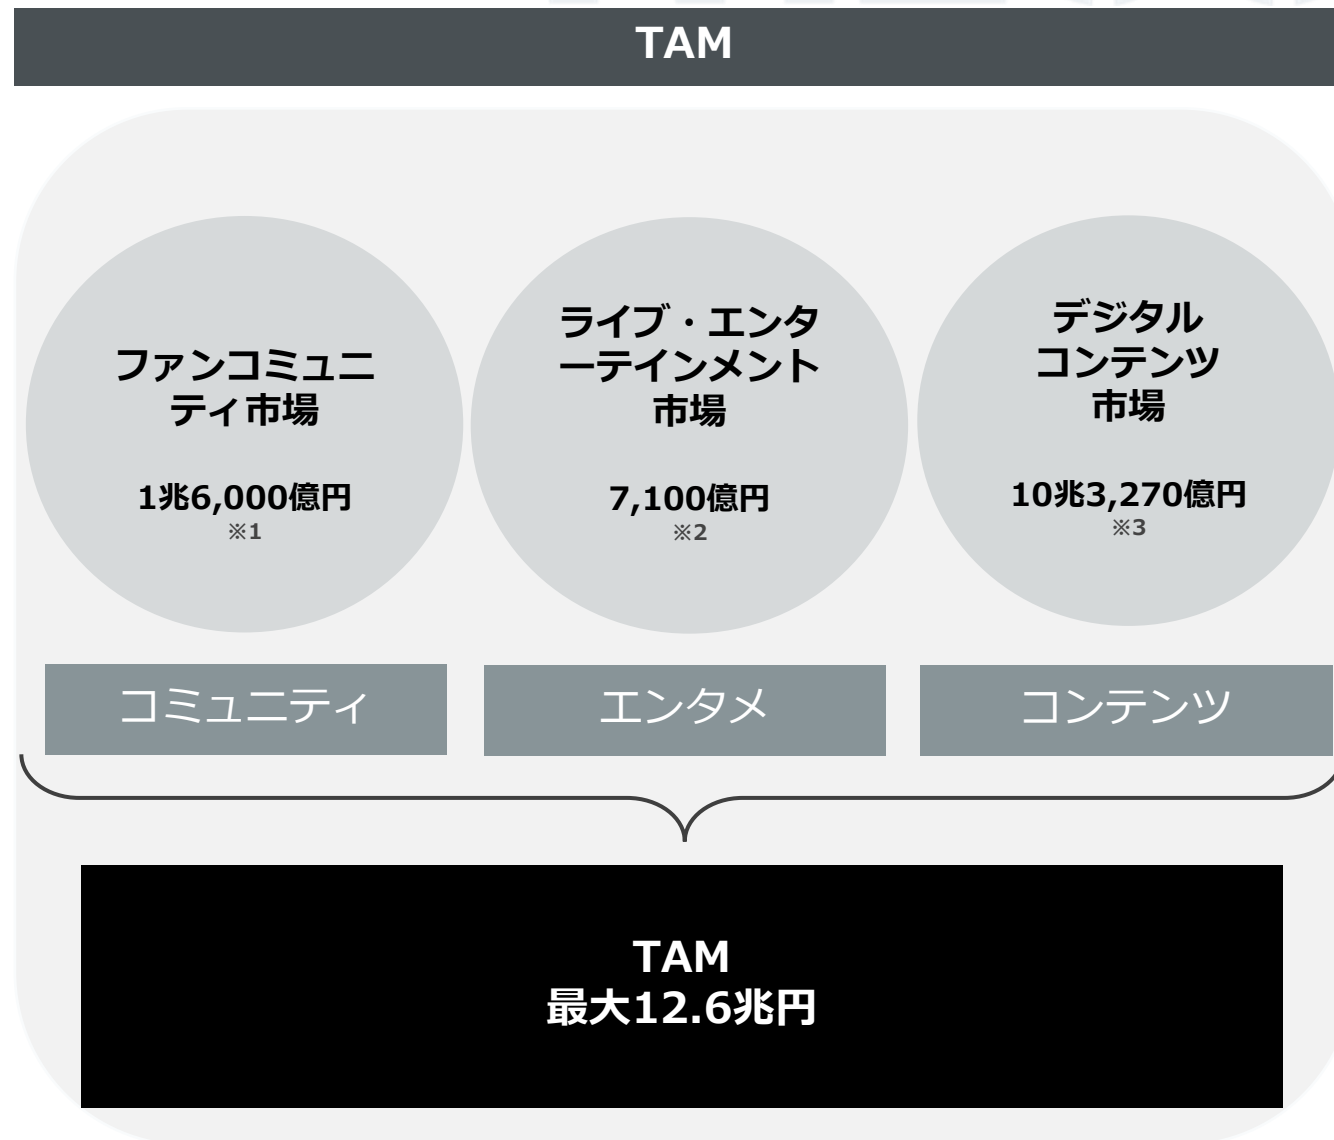 TAM
ファンコミュニ
ティ市場
1兆6,000億円
※1
ライブ・エンタ
ーテインメント
市場
7,100億円
※2
デジタル
コンテンツ
市場
10兆3,270億円
※3
コミュニティ
エンタメ
コンテンツ
TAM
最大12.6兆円